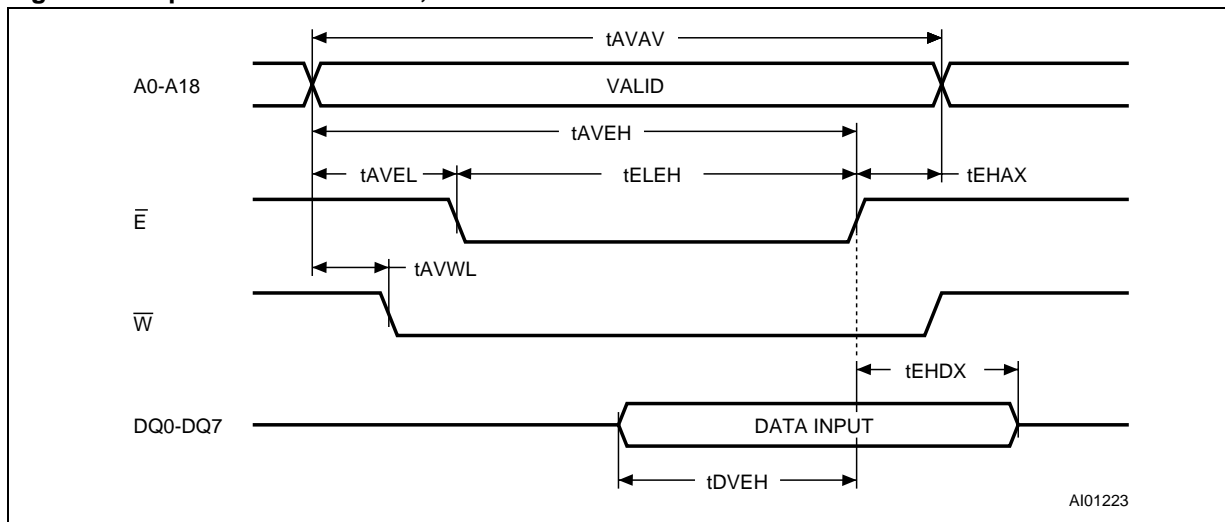 tAVAV
A0-A18
VALID
tAVEH
tAVEL
tELEH
tEHAX
E
tAVWL
W
tEHDX
DQ0-DQ7
DATA INPUT
tDVEH
AI01223